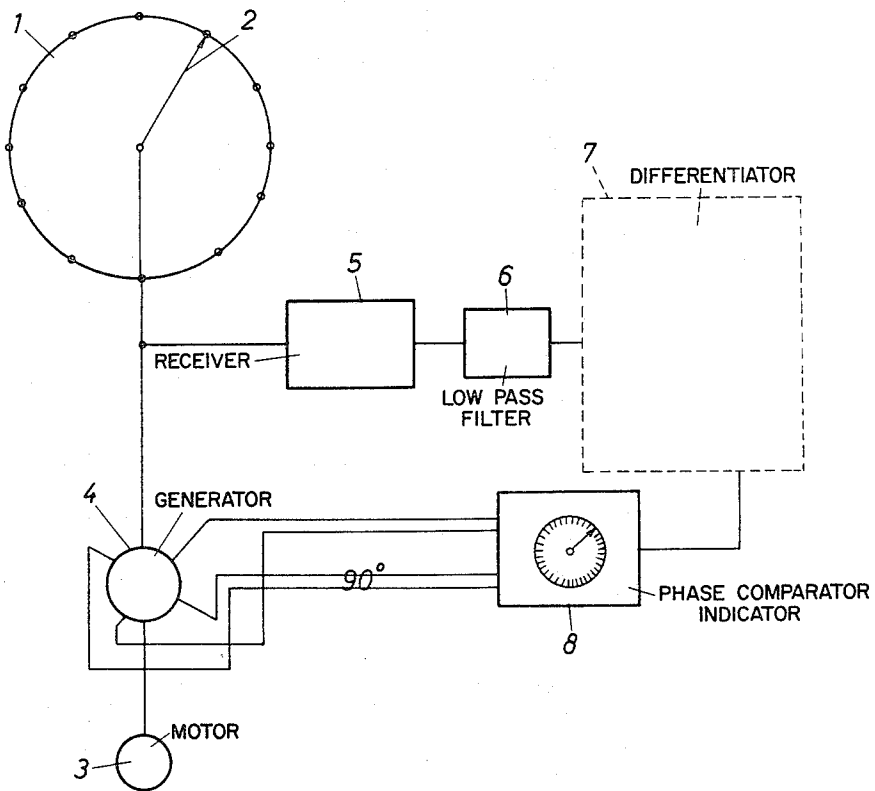 1
2
7
DIFFERENTIATOR
5
6
RECEIVER
LOW PASS
FILTER
4
GENERATOR
90°
PHASE COMPARATOR
INDICATOR
8
MOTOR
3